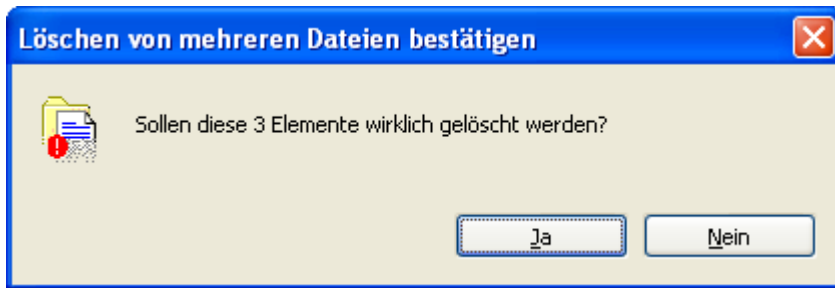 Löschen von mehreren Dateien bestätigen
Sollen diese 3 Elemente wirklich gelöscht werden?
Ja
Nein